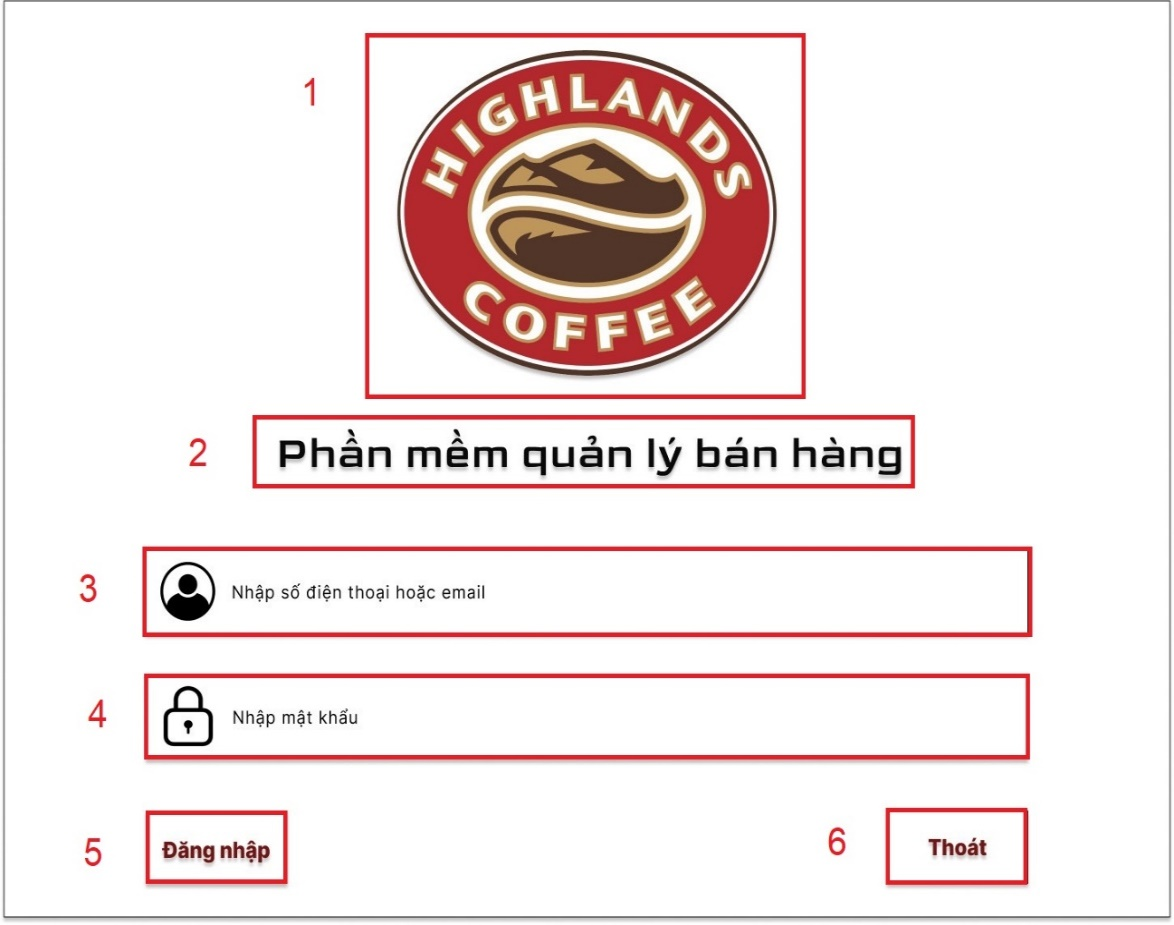 1
HIGHLANDS
COFFEE
2
Phần mềm quản lý bán hàng
3
Nhập số điện thoại hoặc email
4
Nhập mật khẩu
5
Đăng nhập
6
Thoát